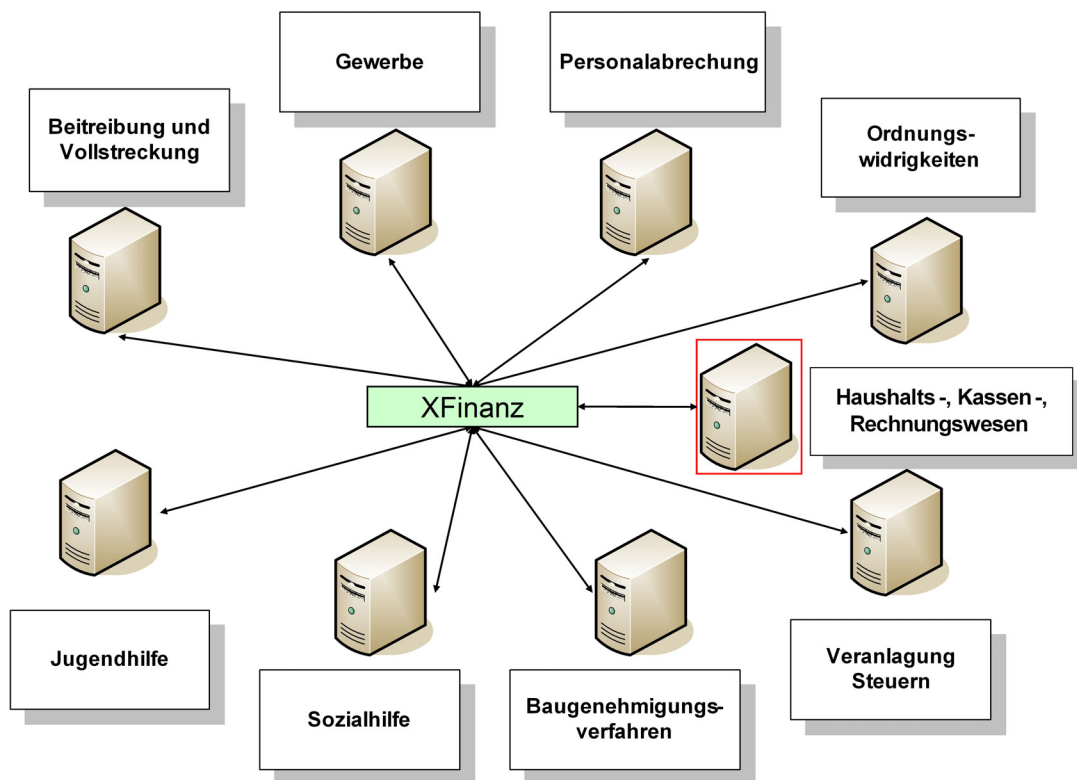 Gewerbe
Personalabrechung
Beitreibung und
Vollstreckung
Ordnungs-
widrigkeiten
XFinanz
Haushalts -, Kassen -,
Rechnungswesen
Jugendhilfe
Sozialhilfe
Baugenehmigungs-
verfahren
Veranlagung
Steuern